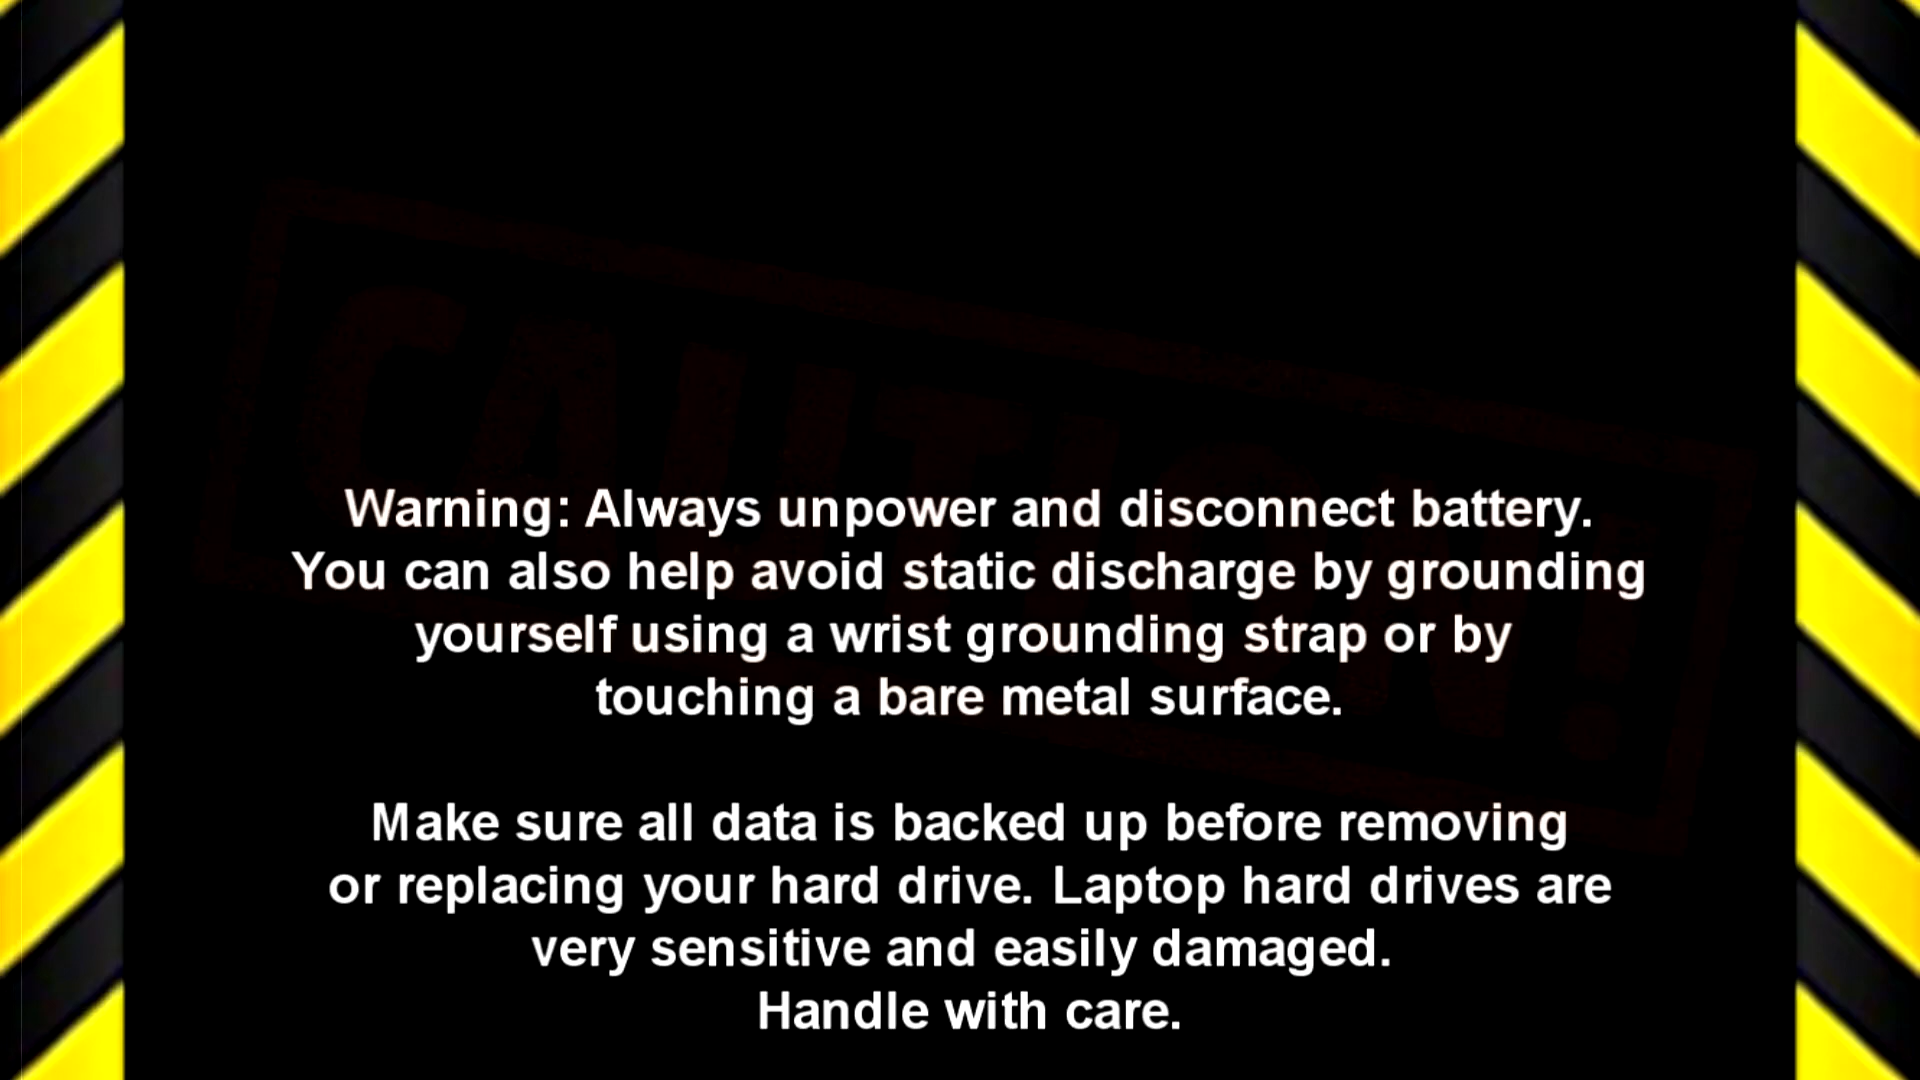 CAUTION!
Warning: Always unpower and disconnect battery.
You can also help avoid static discharge by grounding
yourself using a wrist grounding strap or by
touching a bare metal surface.
Make sure all data is backed up before removing
or replacing your hard drive. Laptop hard drives are
very sensitive and easily damaged.
Handle with care.